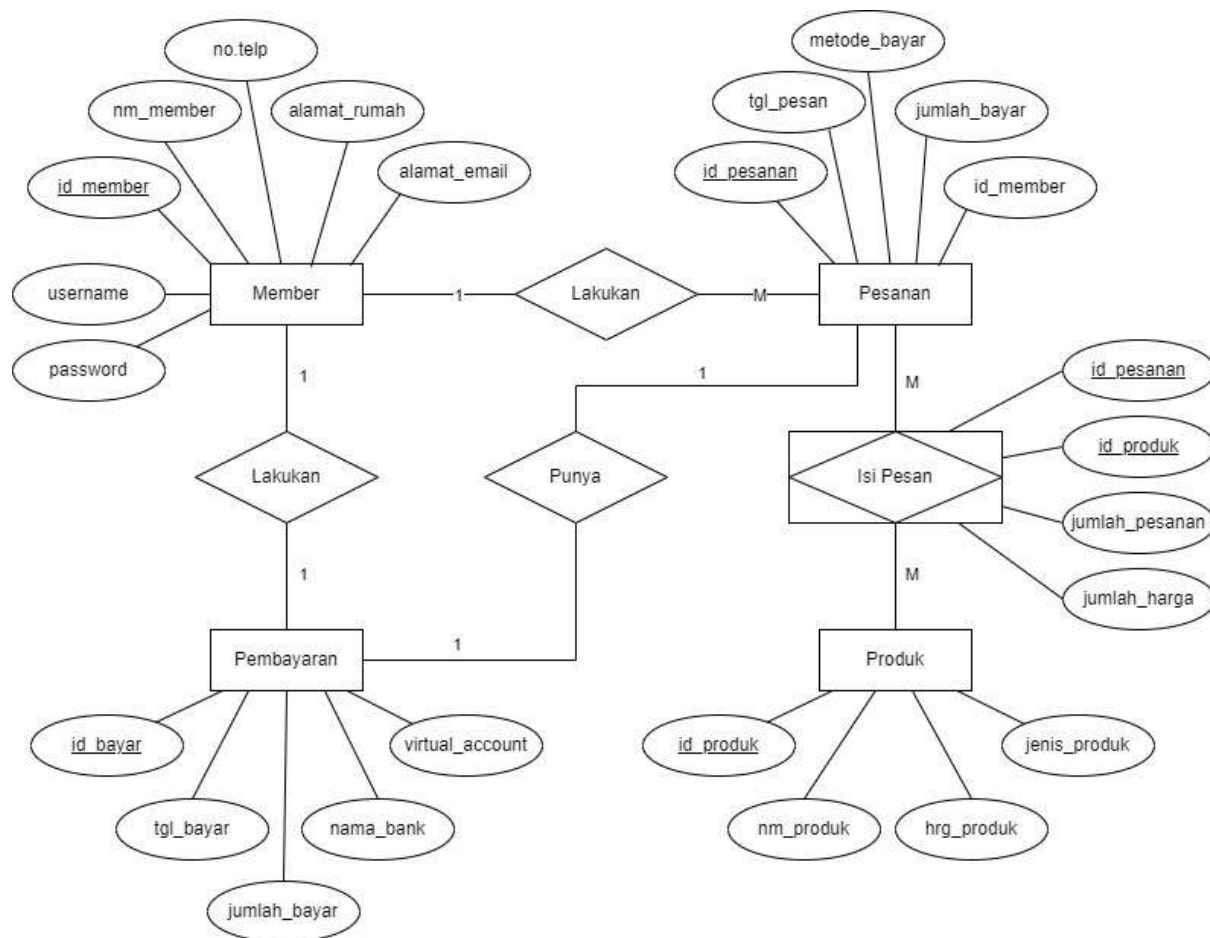 no.telp
metode_bayar
nm_member
alamat_rumah
tgl_pesan
jumlah_bayar
id_member
alamat_email
id_pesanan
id_member
username
Member
1
Lakukan
M
Pesanan
password
1
1
M
id_pesanan
id_produk
Lakukan
Punya
Isi Pesan
jumlah_pesanan
1
M
jumlah_harga
1
Pembayaran
Produk
id_bayar
virtual_account
id_produk
jenis_produk
tgl_bayar
nama_bank
nm_produk
hrg_produk
jumlah_bayar